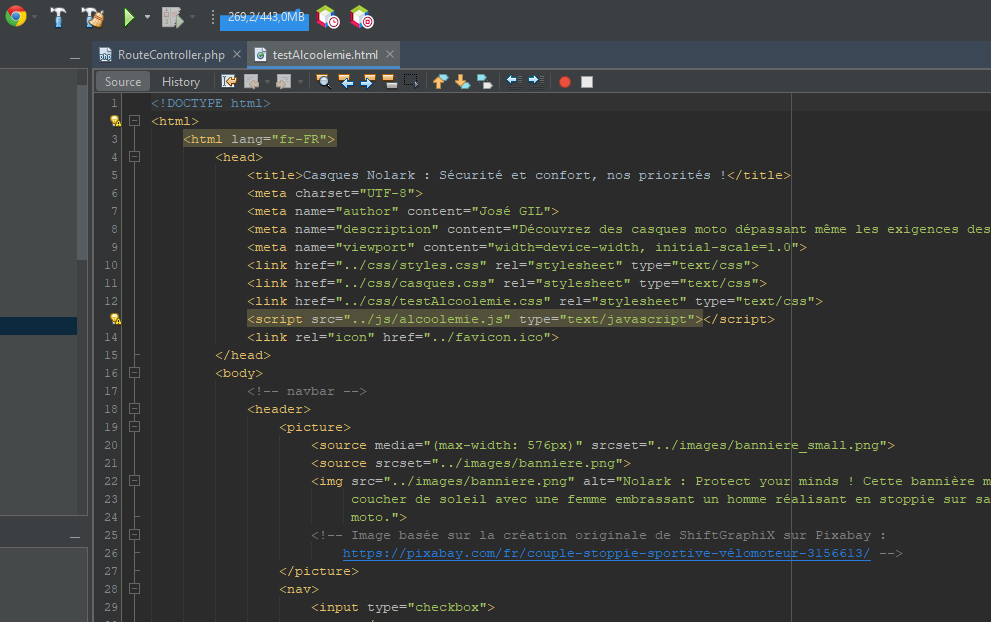 269,2/443,0MB
RouteController.php
testAlcoolemie.html
Source History
1 <!DOCTYPE html>
<html>
3 <html lang="fr-FR">
4 <head>
5 <title>Casques Nolark : Sécurité et confort, nos priorités !</title>
6 <meta charset="UTF-8">
7 <meta name="author" content="José GIL">
8 <meta name="description" content="Découvrez des casques moto dépassant même les exigences des
9 <meta name="viewport" content="width=device-width, initial-scale=1.0">
10 <link href="../css/styles.css" rel="stylesheet" type="text/css">
11 <link href="../css/casques.css" rel="stylesheet" type="text/css">
12 <link href="../css/testAlcoolemie.css" rel="stylesheet" type="text/css">
<script src="../js/alcoolemie.js" type="text/javascript"></script>
14 <link rel="icon" href="../favicon.ico">
15 </head>
16 <body>
17 <!-- navbar -->
18 <header>
19 <picture>
20 <source media="(max-width: 576px)" srcset="../images/banniere_small.png">
21 <source srcset="../images/banniere.png">
22 <img src="../images/banniere.png" alt="Nolark : Protect your minds ! Cette bannière m
23 coucher de soleil avec une femme embrassant un homme réalisant en stoppie sur sa
24 moto.">
25 <!-- Image basée sur la création originale de ShiftGraphiX sur Pixabay :
26 https://pixabay.com/fr/couple-stoppie-sportive-vélomoteur-3156613/ -->
27 </picture>
28 <nav>
29 <input type="checkbox">